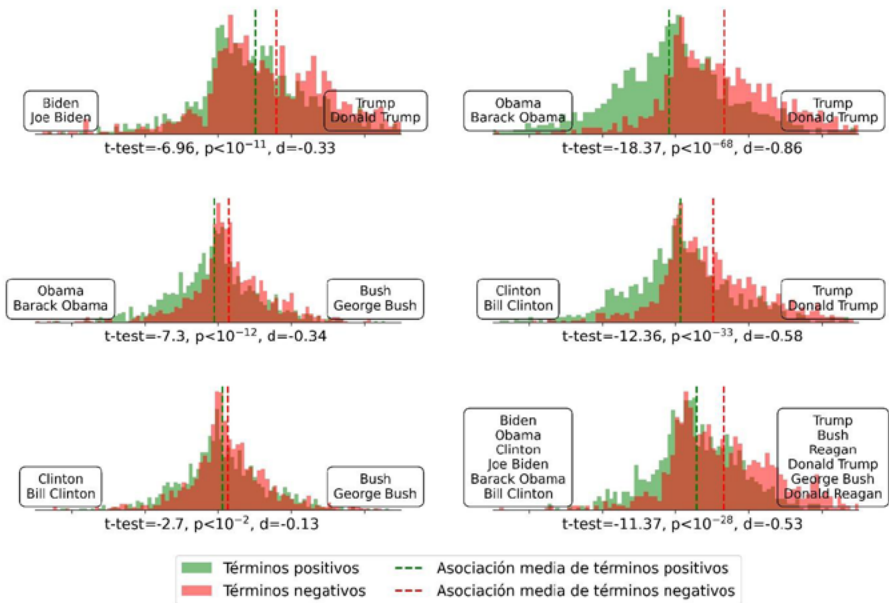 Biden
Joe Biden
Trump
Donald Trump
t-test=-6.96, p<10⁻¹¹, d=-0.33
Obama
Barack Obama
Trump
Donald Trump
t-test=-18.37, p<10⁻⁶⁸, d=-0.86
Obama
Barack Obama
Bush
George Bush
t-test=-7.3, p<10⁻¹², d=-0.34
Clinton
Bill Clinton
Trump
Donald Trump
t-test=-12.36, p<10⁻³³, d=-0.58
Clinton
Bill Clinton
Bush
George Bush
t-test=-2.7, p<10⁻², d=-0.13
Biden
Obama
Clinton
Joe Biden
Barack Obama
Bill Clinton
Trump
Bush
Reagan
Donald Trump
George Bush
Donald Reagan
t-test=-11.37, p<10⁻²⁸, d=-0.53
Términos positivos
Asociación media de términos positivos
Términos negativos
Asociación media de términos negativos